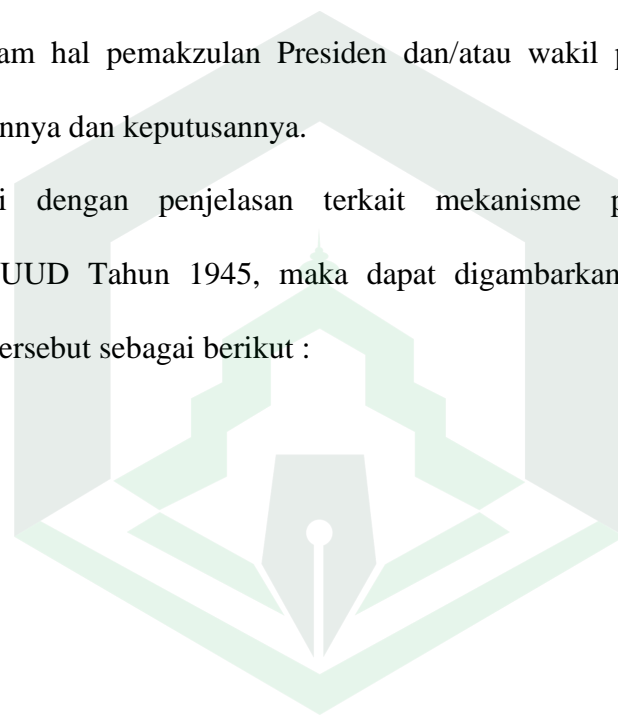 am hal pemakzulan Presiden dan/atau wakil p
nnya dan keputusannya.
i dengan penjelasan terkait mekanisme p
UUD Tahun 1945, maka dapat digambarkan
ersebut sebagai berikut :